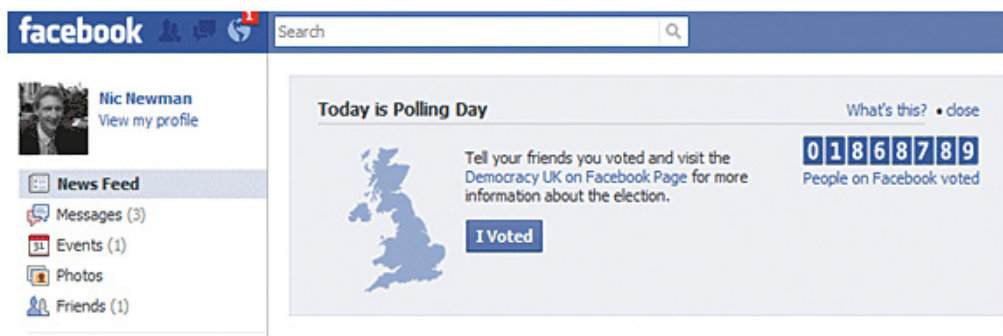 facebook
1
Search
Nic Newman
View my profile
News Feed
Messages (3)
31 Events (1)
Photos
Friends (1)
Today is Polling Day
What's this? • close
Tell your friends you voted and visit the
Democracy UK on Facebook Page for more
information about the election.
I Voted
01868789
People on Facebook voted